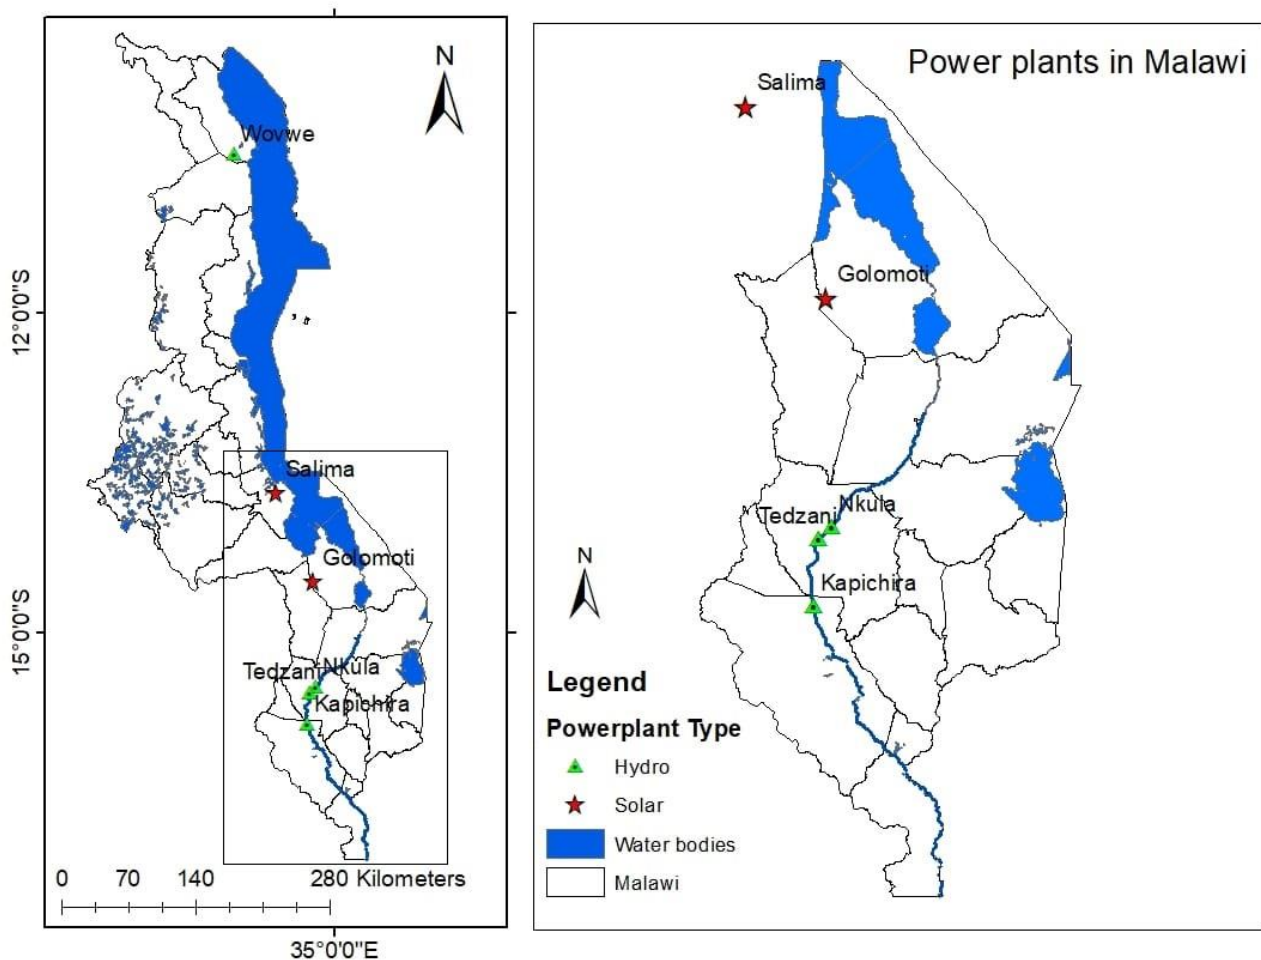 N
Wovwe
12°0'0"S
Salima
Golomoti
15°0'0"S
Tedzani
Nkula
Kapichira
0 70 140 280 Kilometers
35°0'0"E
Power plants in Malawi
Salima
Golomoti
Nkula
Tedzani
Kapichira
N
Legend
Powerplant Type
Hydro
Solar
Water bodies
Malawi